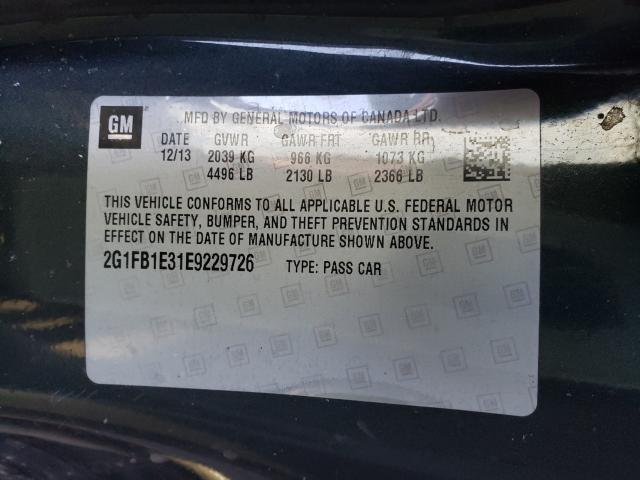 GM
MFD BY GENERAL MOTORS OF CANADA LTD.
DATE GVWR GAWR FRT GAWR RR
12/13 2039 KG 966 KG 1073 KG
4496 LB 2130 LB 2366 LB
THIS VEHICLE CONFORMS TO ALL APPLICABLE U.S. FEDERAL MOTOR
VEHICLE SAFETY, BUMPER, AND THEFT PREVENTION STANDARDS IN
EFFECT ON THE DATE OF MANUFACTURE SHOWN ABOVE.
2G1FB1E31E9229726 TYPE: PASS CAR